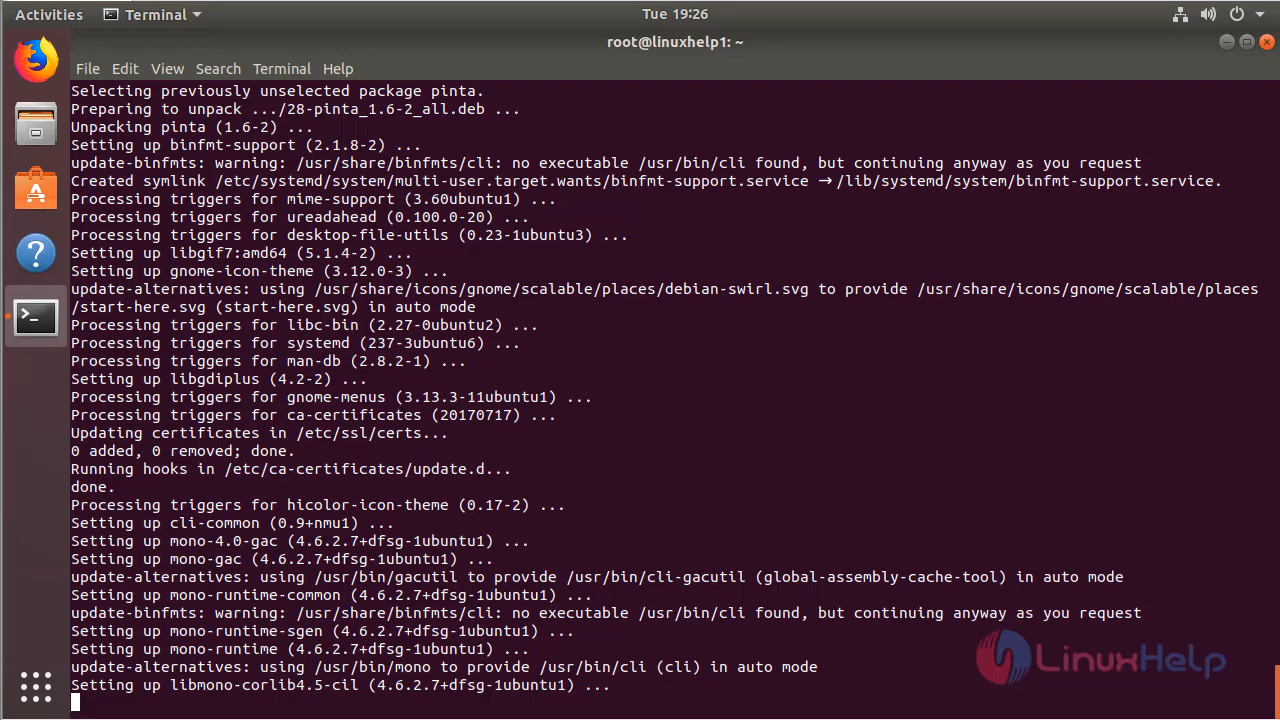 Activities Terminal Tue 19:26
root@linuxhelp1: ~
File Edit View Search Terminal Help
Selecting previously unselected package pinta.
Preparing to unpack .../28-pinta_1.6-2_all.deb ...
Unpacking pinta (1.6-2) ...
Setting up binfmt-support (2.1.8-2) ...
update-binfmts: warning: /usr/share/binfmts/cli: no executable /usr/bin/cli found, but continuing anyway as you request
Created symlink /etc/systemd/system/multi-user.target.wants/binfmt-support.service → /lib/systemd/system/binfmt-support.service.
Processing triggers for mime-support (3.60ubuntu1) ...
Processing triggers for ureadahead (0.100.0-20) ...
Processing triggers for desktop-file-utils (0.23-1ubuntu3) ...
Setting up libgif7:amd64 (5.1.4-2) ...
Setting up gnome-icon-theme (3.12.0-3) ...
update-alternatives: using /usr/share/icons/gnome/scalable/places/debian-swirl.svg to provide /usr/share/icons/gnome/scalable/places
/start-here.svg (start-here.svg) in auto mode
Processing triggers for libc-bin (2.27-0ubuntu2) ...
Processing triggers for systemd (237-3ubuntu6) ...
Processing triggers for man-db (2.8.2-1) ...
Setting up libgdiplus (4.2-2) ...
Processing triggers for gnome-menus (3.13.3-11ubuntu1) ...
Processing triggers for ca-certificates (20170717) ...
Updating certificates in /etc/ssl/certs...
0 added, 0 removed; done.
Running hooks in /etc/ca-certificates/update.d...
done.
Processing triggers for hicolor-icon-theme (0.17-2) ...
Setting up cli-common (0.9+nmu1) ...
Setting up mono-4.0-gac (4.6.2.7+dfsg-1ubuntu1) ...
Setting up mono-gac (4.6.2.7+dfsg-1ubuntu1) ...
update-alternatives: using /usr/bin/gacutil to provide /usr/bin/cli-gacutil (global-assembly-cache-tool) in auto mode
Setting up mono-runtime-common (4.6.2.7+dfsg-1ubuntu1) ...
update-binfmts: warning: /usr/share/binfmts/cli: no executable /usr/bin/cli found, but continuing anyway as you request
Setting up mono-runtime-sgen (4.6.2.7+dfsg-1ubuntu1) ...
Setting up mono-runtime (4.6.2.7+dfsg-1ubuntu1) ...
update-alternatives: using /usr/bin/mono to provide /usr/bin/cli (cli) in auto mode
Setting up libmono-corlib4.5-cil (4.6.2.7+dfsg-1ubuntu1) ...
LinuxHelp